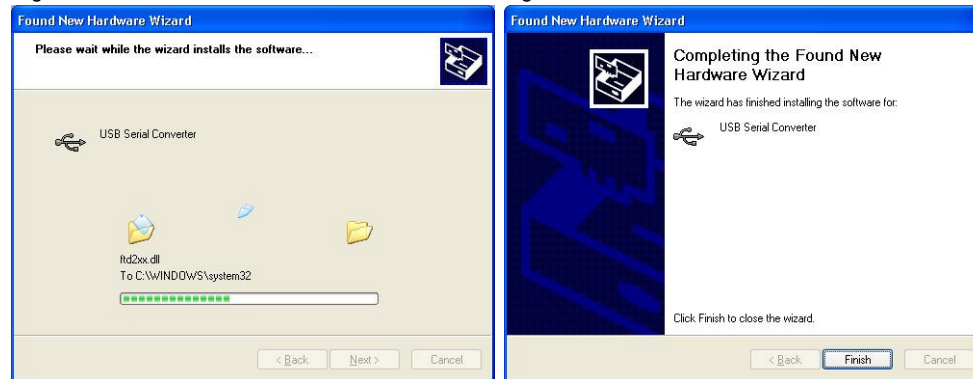 Found New Hardware Wizard
Please wait while the wizard installs the software...
USB Serial Converter
ftd2xx.dll
To C:\WINDOWS\system32
< Back
Next >
Cancel
Found New Hardware Wizard
Completing the Found New
Hardware Wizard
The wizard has finished installing the software for:
USB Serial Converter
Click Finish to close the wizard.
< Back
Finish
Cancel